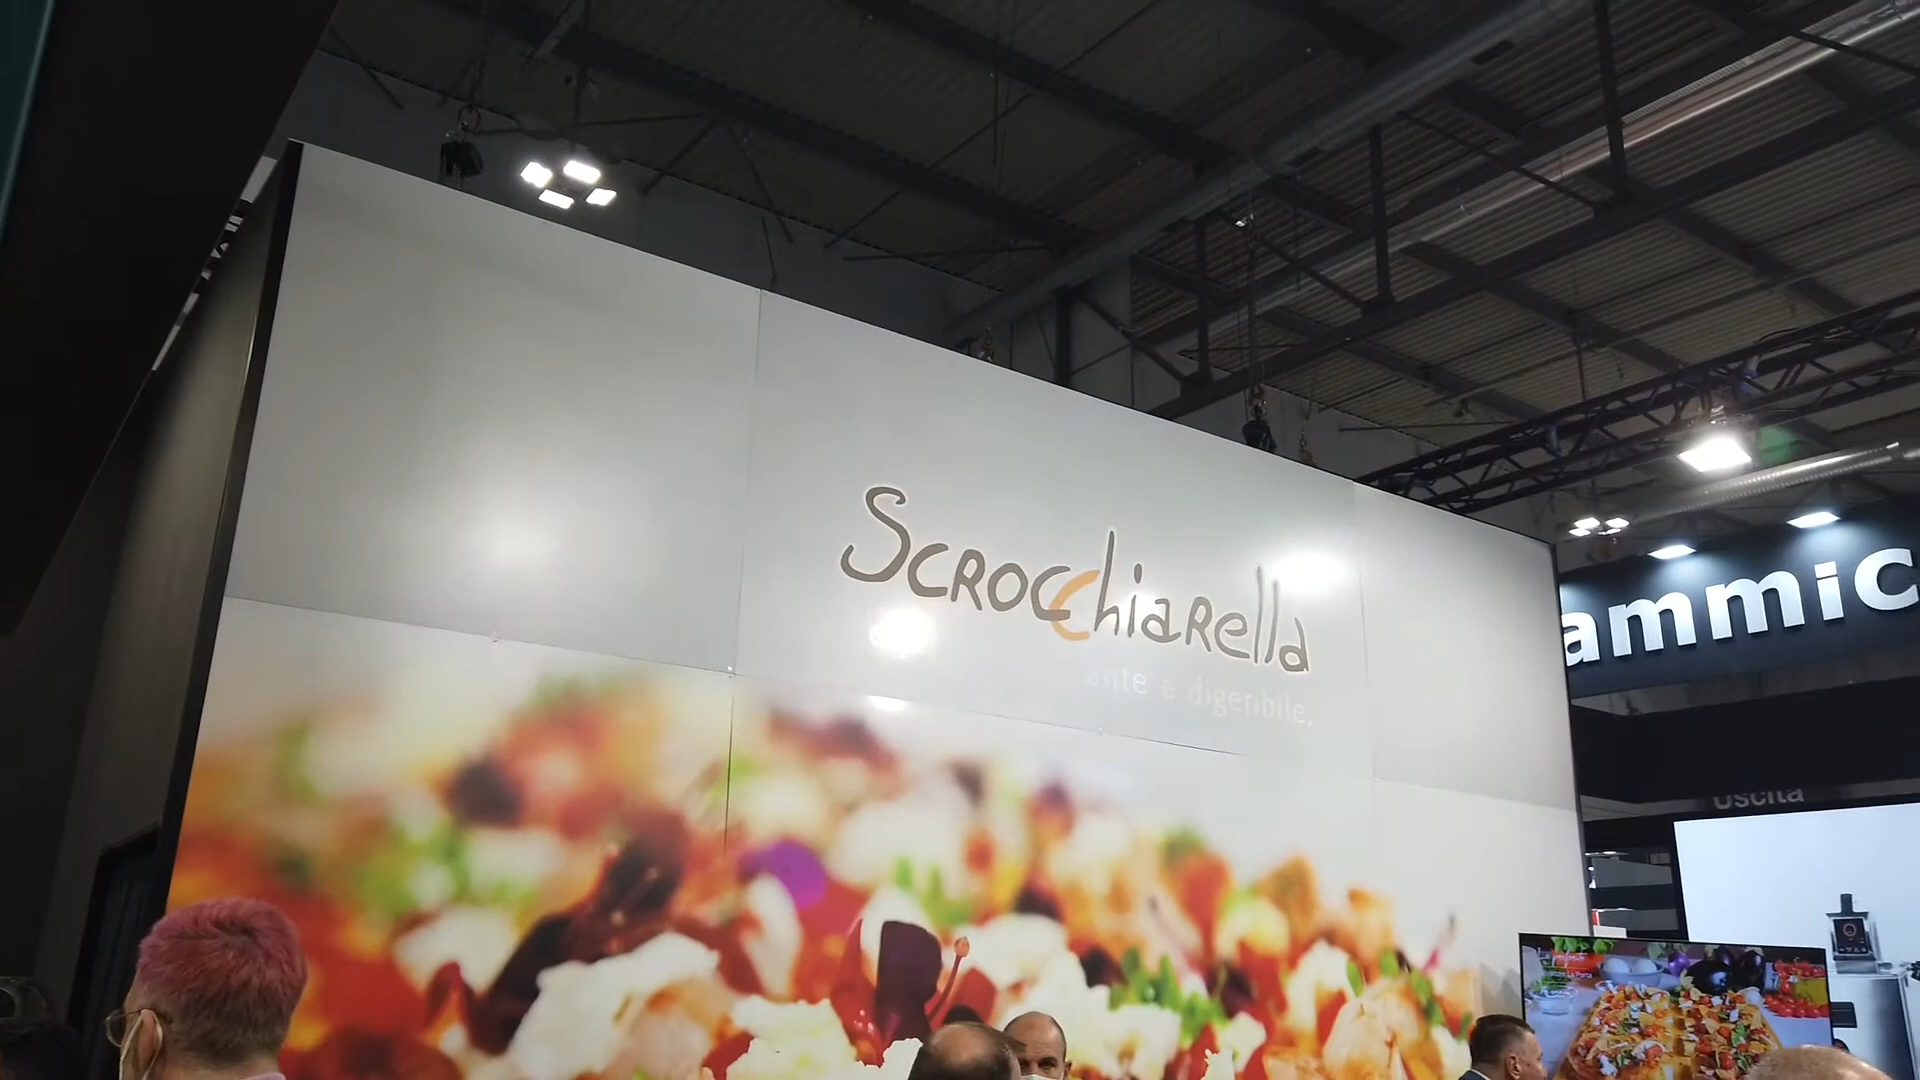 Scrocchiarella
e digeribile.
ammic
Uscita